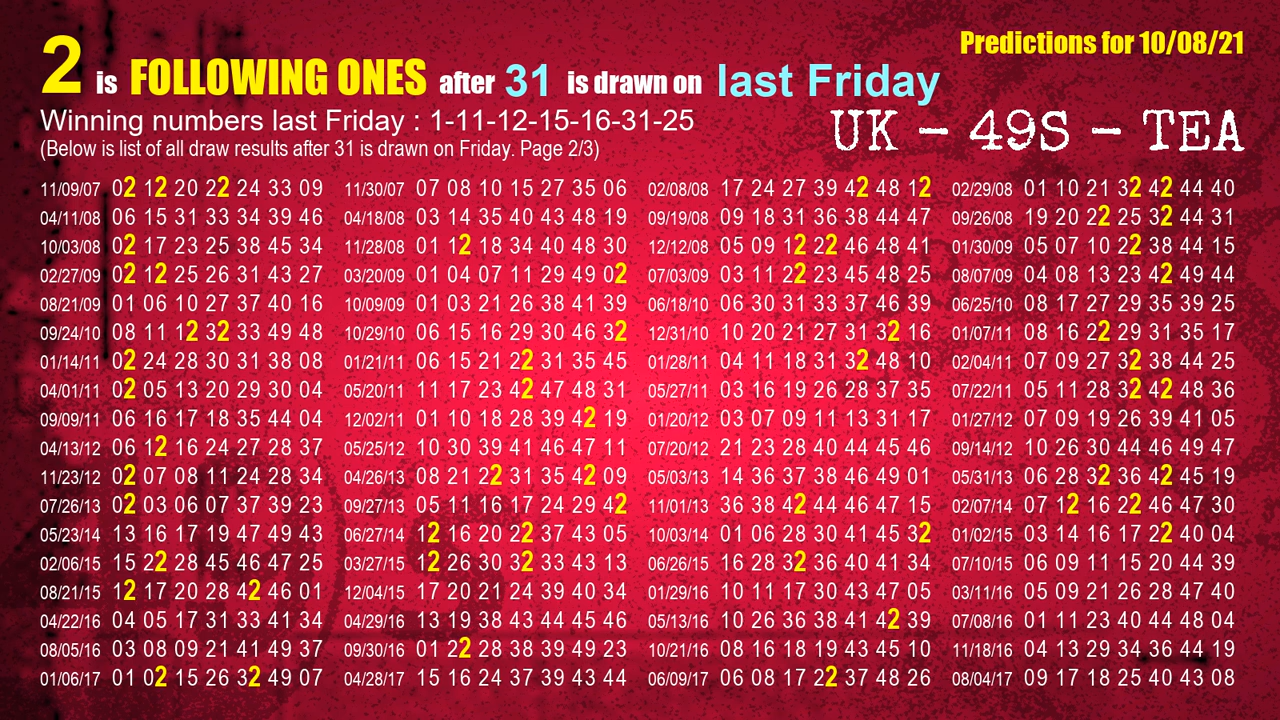 Predictions for 10/08/21
2 is FOLLOWING ONES after 31 is drawn on last Friday
Winning numbers last Friday : 1-11-12-15-16-31-25
UK - 49S - TEA
(Below is list of all draw results after 31 is drawn on Friday. Page 2/3)
11/09/07 02 12 20 22 24 33 09 11/30/07 07 08 10 15 27 35 06 02/08/08 17 24 27 39 42 48 12 02/29/08 01 10 21 32 42 44 40
04/11/08 06 15 31 33 34 39 46 04/18/08 03 14 35 40 43 48 19 09/19/08 09 18 31 36 38 44 47 09/26/08 19 20 22 25 32 44 31
10/03/08 02 17 23 25 38 45 34 11/28/08 01 12 18 34 40 48 30 12/12/08 05 09 12 22 46 48 41 01/30/09 05 07 10 22 38 44 15
02/27/09 02 12 25 26 31 43 27 03/20/09 01 04 07 11 29 49 02 07/03/09 03 11 22 23 45 48 25 08/07/09 04 08 13 23 42 49 44
08/21/09 01 06 10 27 37 40 16 10/09/09 01 03 21 26 38 41 39 06/18/10 06 30 31 33 37 46 39 06/25/10 08 17 27 29 35 39 25
09/24/10 08 11 12 32 33 49 48 10/29/10 06 15 16 29 30 46 32 12/31/10 10 20 21 27 31 32 16 01/07/11 08 16 22 29 31 35 17
01/14/11 02 24 28 30 31 38 08 01/21/11 06 15 21 22 31 35 45 01/28/11 04 11 18 31 32 48 10 02/04/11 07 09 27 32 38 44 25
04/01/11 02 05 13 20 29 30 04 05/20/11 11 17 23 42 47 48 31 05/27/11 03 16 19 26 28 37 35 07/22/11 05 11 28 32 42 48 36
09/09/11 06 16 17 18 35 44 04 12/02/11 01 10 18 28 39 42 19 01/20/12 03 07 09 11 13 31 17 01/27/12 07 09 19 26 39 41 05
04/13/12 06 12 16 24 27 28 37 05/25/12 10 30 39 41 46 47 11 07/20/12 21 23 28 40 44 45 46 09/14/12 10 26 30 44 46 49 47
11/23/12 02 07 08 11 24 28 34 04/26/13 08 21 22 31 35 42 09 05/03/13 14 36 37 38 46 49 01 05/31/13 06 28 32 36 42 45 19
07/26/13 02 03 06 07 37 39 23 09/27/13 05 11 16 17 24 29 42 11/01/13 36 38 42 44 46 47 15 02/07/14 07 12 16 22 46 47 30
05/23/14 13 16 17 19 47 49 43 06/27/14 12 16 20 22 37 43 05 10/03/14 01 06 28 30 41 45 32 01/02/15 03 14 16 17 22 40 04
02/06/15 15 22 28 45 46 47 25 03/27/15 12 26 30 32 33 43 13 06/26/15 16 28 32 36 40 41 34 07/10/15 06 09 11 15 20 44 39
08/21/15 12 17 20 28 42 46 01 12/04/15 17 20 21 24 39 40 34 01/29/16 10 11 17 30 43 47 05 03/11/16 05 09 21 26 28 47 40
04/22/16 04 05 17 31 33 41 34 04/29/16 13 19 38 43 44 45 46 05/13/16 10 26 36 38 41 42 39 07/08/16 01 11 23 40 44 48 04
08/05/16 03 08 09 21 41 49 37 09/30/16 01 22 28 38 39 49 23 10/21/16 08 16 18 19 43 45 10 11/18/16 04 13 29 34 36 44 19
01/06/17 01 02 15 26 32 49 07 04/28/17 15 16 24 37 39 43 44 06/09/17 06 08 17 22 37 48 26 08/04/17 09 17 18 25 40 43 08